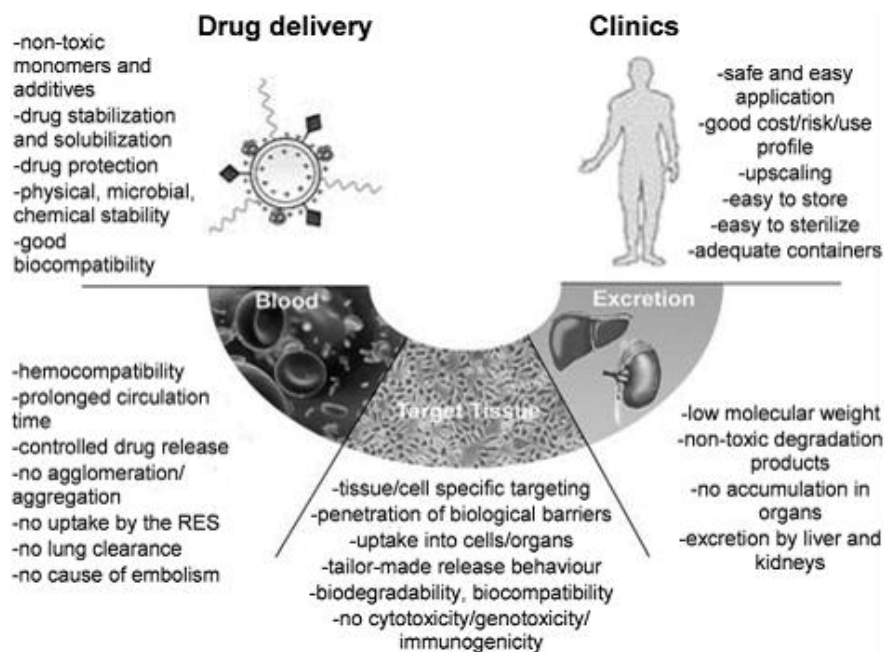 Drug delivery
-non-toxic
monomers and
additives
-drug stabilization
and solubilization
-drug protection
-physical, microbial,
chemical stability
-good
biocompatibility
Clinics
-safe and easy
application
-good cost/risk/use
profile
-upscaling
-easy to store
-easy to sterilize
-adequate containers
Blood
-hemocompatibility
-prolonged circulation
time
-controlled drug release
-no agglomeration/
aggregation
-no uptake by the RES
-no lung clearance
-no cause of embolism
Target Tissue
-tissue/cell specific targeting
-penetration of biological barriers
-uptake into cells/organs
-tailor-made release behaviour
-biodegradability, biocompatibility
-no cytotoxicity/genotoxicity/
immunogenicity
Excretion
-low molecular weight
-non-toxic degradation
products
-no accumulation in
organs
-excretion by liver and
kidneys